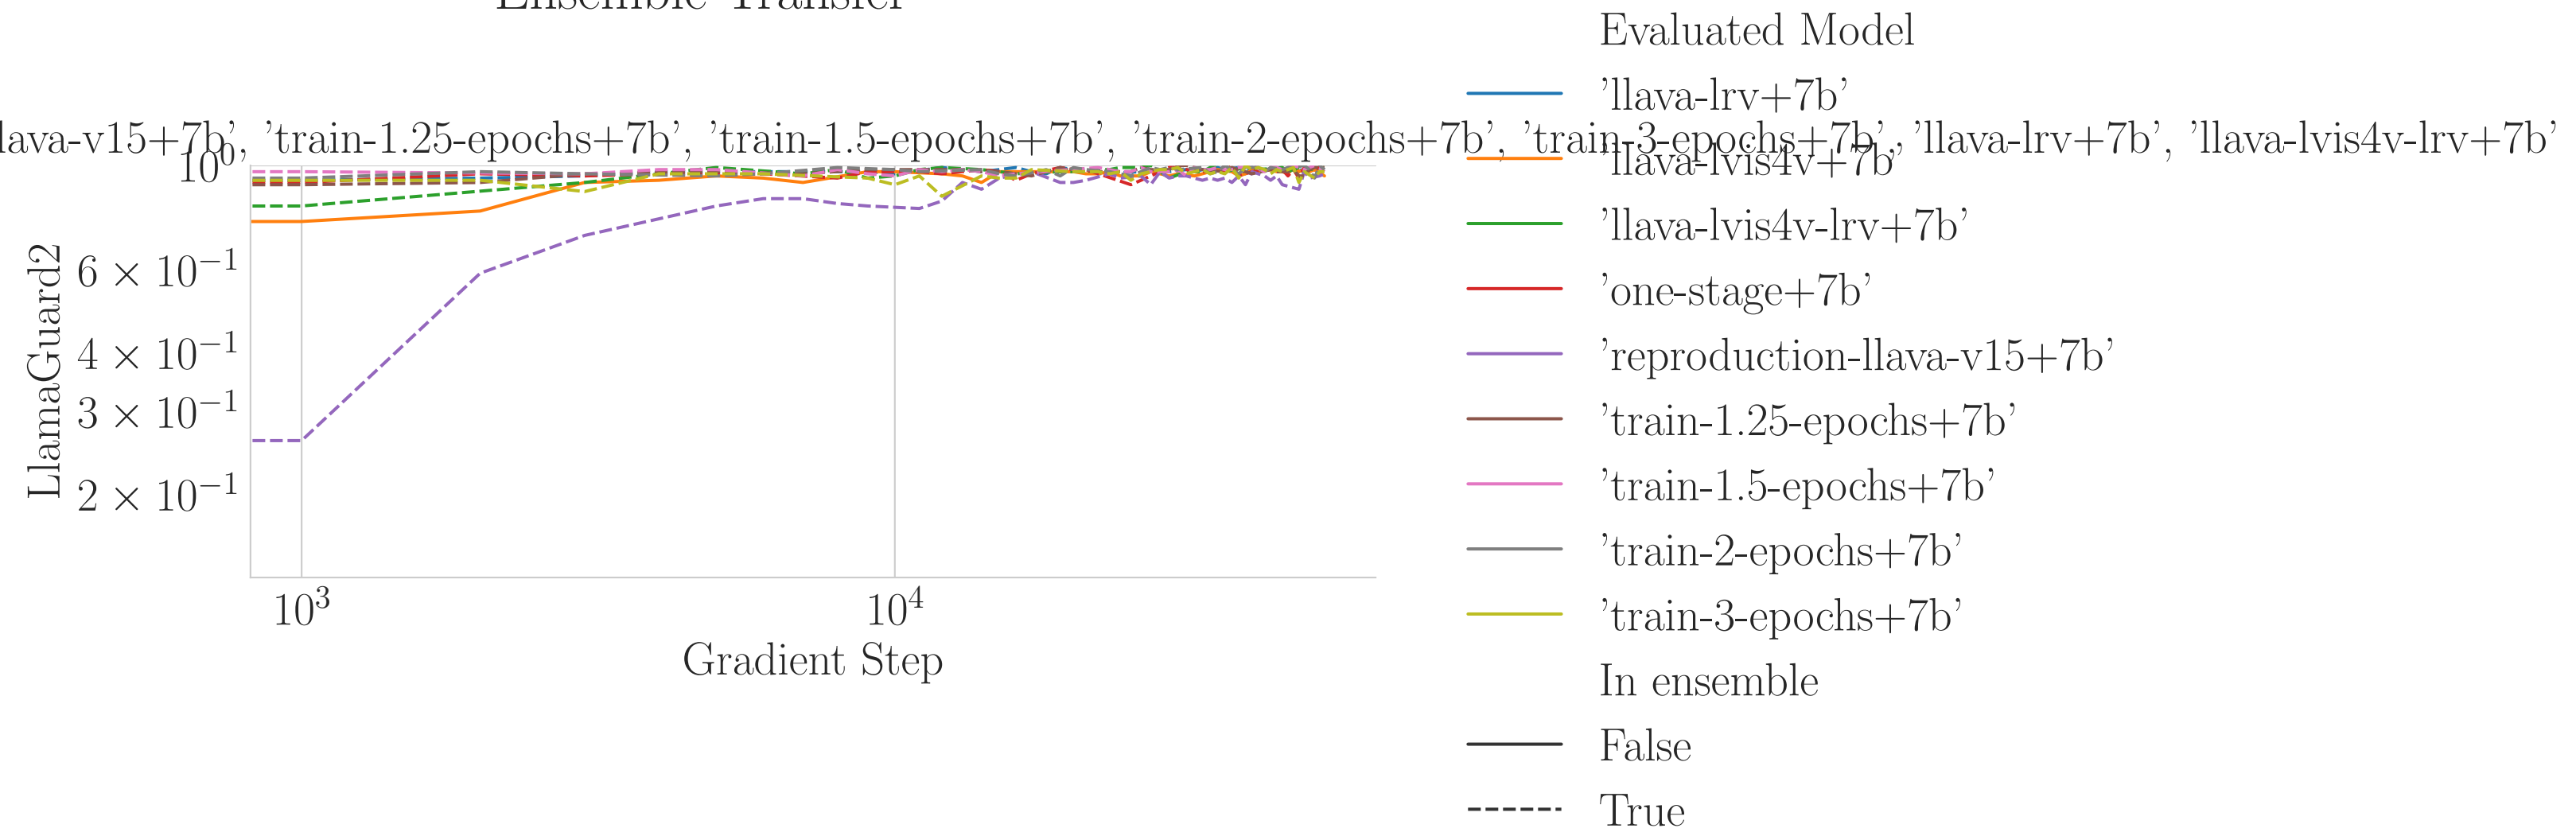 Ensemble Transfer
lava-v15+7b', 'train-1.25-epochs+7b', 'train-1.5-epochs+7b', 'train-2-epochs+7b', 'train-3-epochs+7b', 'llava-lrv+7b', 'llava-lvis4v-lrv+7b'
10^0
6 × 10^−1
4 × 10^−1
3 × 10^−1
2 × 10^−1
LlamaGuard2
10^3
10^4
Gradient Step
Evaluated Model
'llava-lrv+7b'
'llava-lvis4v+7b'
'llava-lvis4v-lrv+7b'
'one-stage+7b'
'reproduction-llava-v15+7b'
'train-1.25-epochs+7b'
'train-1.5-epochs+7b'
'train-2-epochs+7b'
'train-3-epochs+7b'
In ensemble
False
True